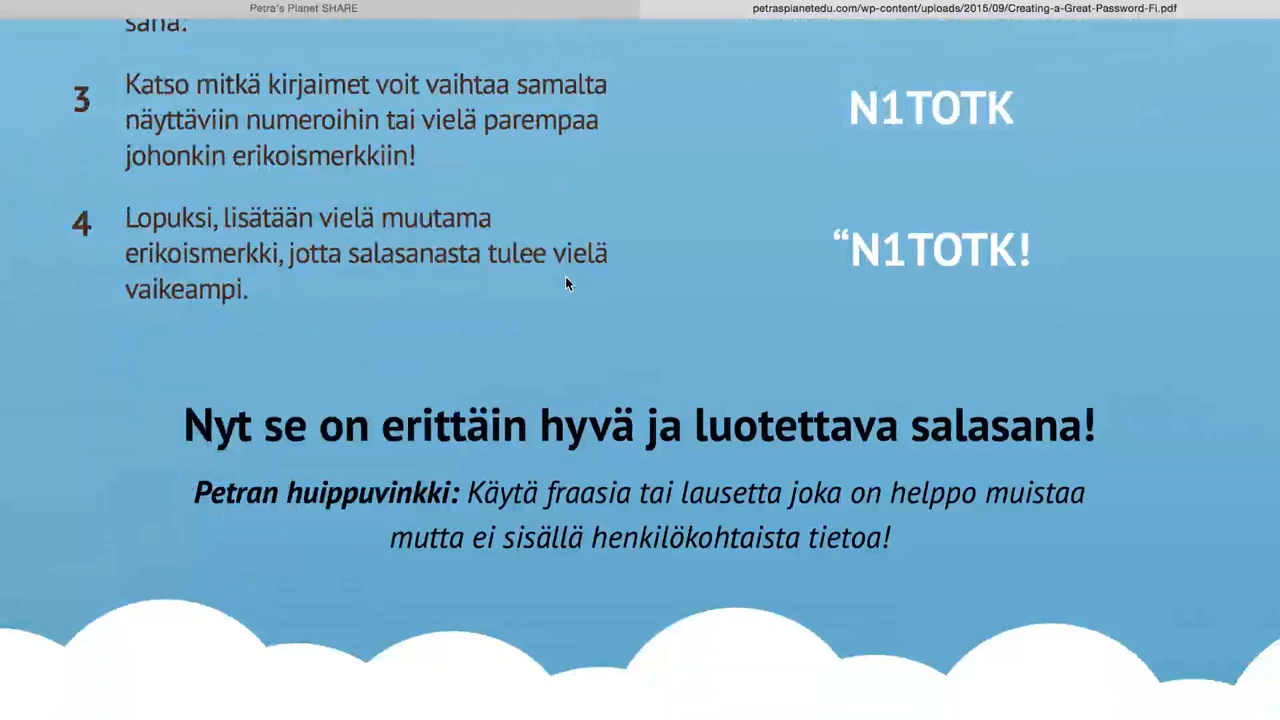 Petra's Planet SHARE
petrasplanetedu.com/wp-content/uploads/2015/09/Creating-a-Great-Password-Fi.pdf
sana.
3
Katso mitkä kirjaimet voit vaihtaa samalta
näyttäviin numeroihin tai vielä parempaa
johonkin erikoismerkkiin!
N1TOTK
4
Lopuksi, lisätään vielä muutama
erikoismerkki, jotta salasanasta tulee vielä
vaikeampi.
“N1TOTK!
Nyt se on erittäin hyvä ja luotettava salasana!
Petran huippuvinkki: Käytä fraasia tai lausetta joka on helppo muistaa
mutta ei sisällä henkilökohtaista tietoa!